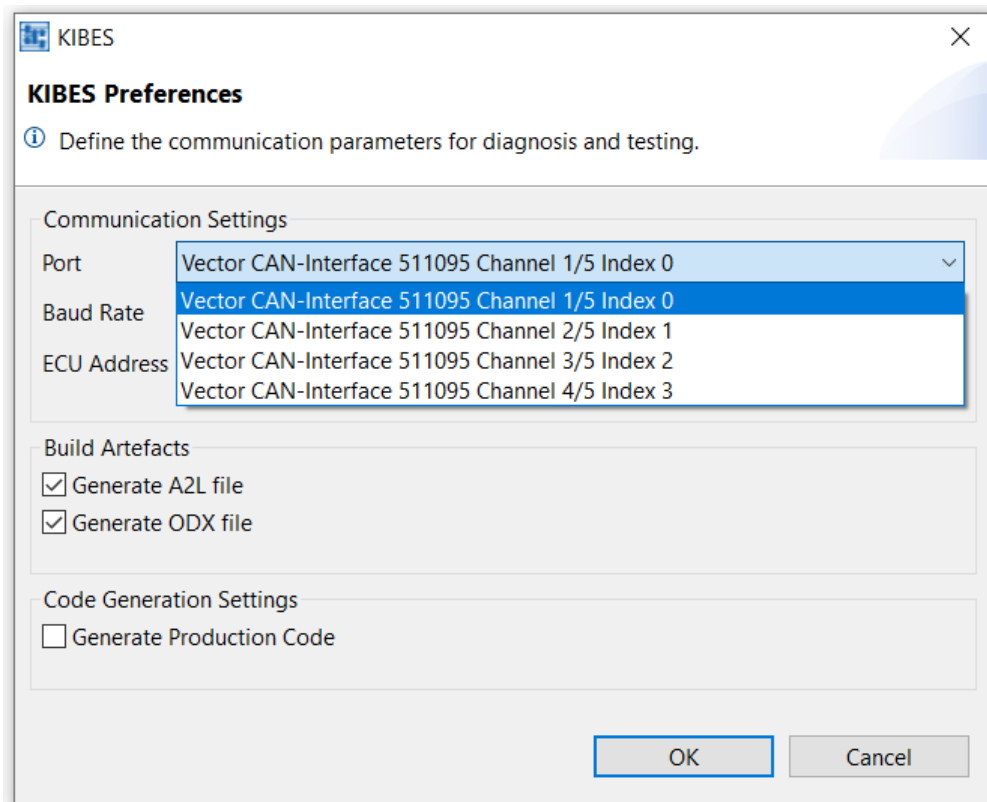 KIBES
KIBES Preferences
Define the communication parameters for diagnosis and testing.
Communication Settings
Port Vector CAN-Interface 511095 Channel 1/5 Index 0
Vector CAN-Interface 511095 Channel 1/5 Index 0
Baud Rate
Vector CAN-Interface 511095 Channel 2/5 Index 1
ECU Address Vector CAN-Interface 511095 Channel 3/5 Index 2
Vector CAN-Interface 511095 Channel 4/5 Index 3
Build Artefacts
Generate A2L file
Generate ODX file
Code Generation Settings
Generate Production Code
OK Cancel